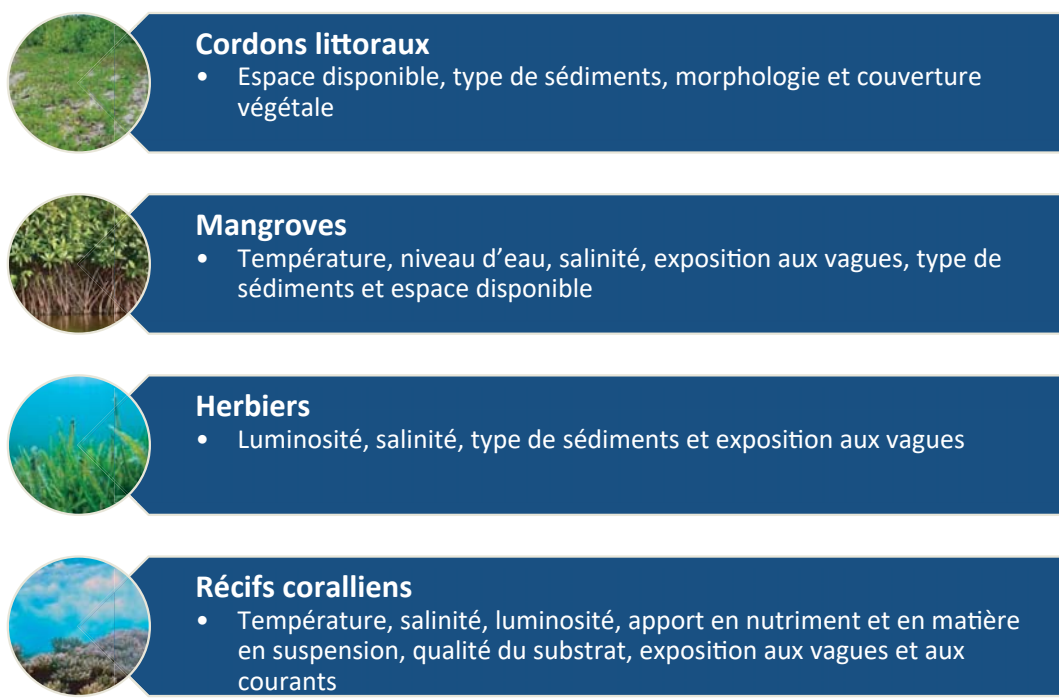 Cordons littoraux
• Espace disponible, type de sédiments, morphologie et couverture
végétale
Mangroves
• Température, niveau d’eau, salinité, exposition aux vagues, type de
sédiments et espace disponible
Herbiers
• Luminosité, salinité, type de sédiments et exposition aux vagues
Récifs coralliens
• Température, salinité, luminosité, apport en nutriment et en matière
en suspension, qualité du substrat, exposition aux vagues et aux
courants